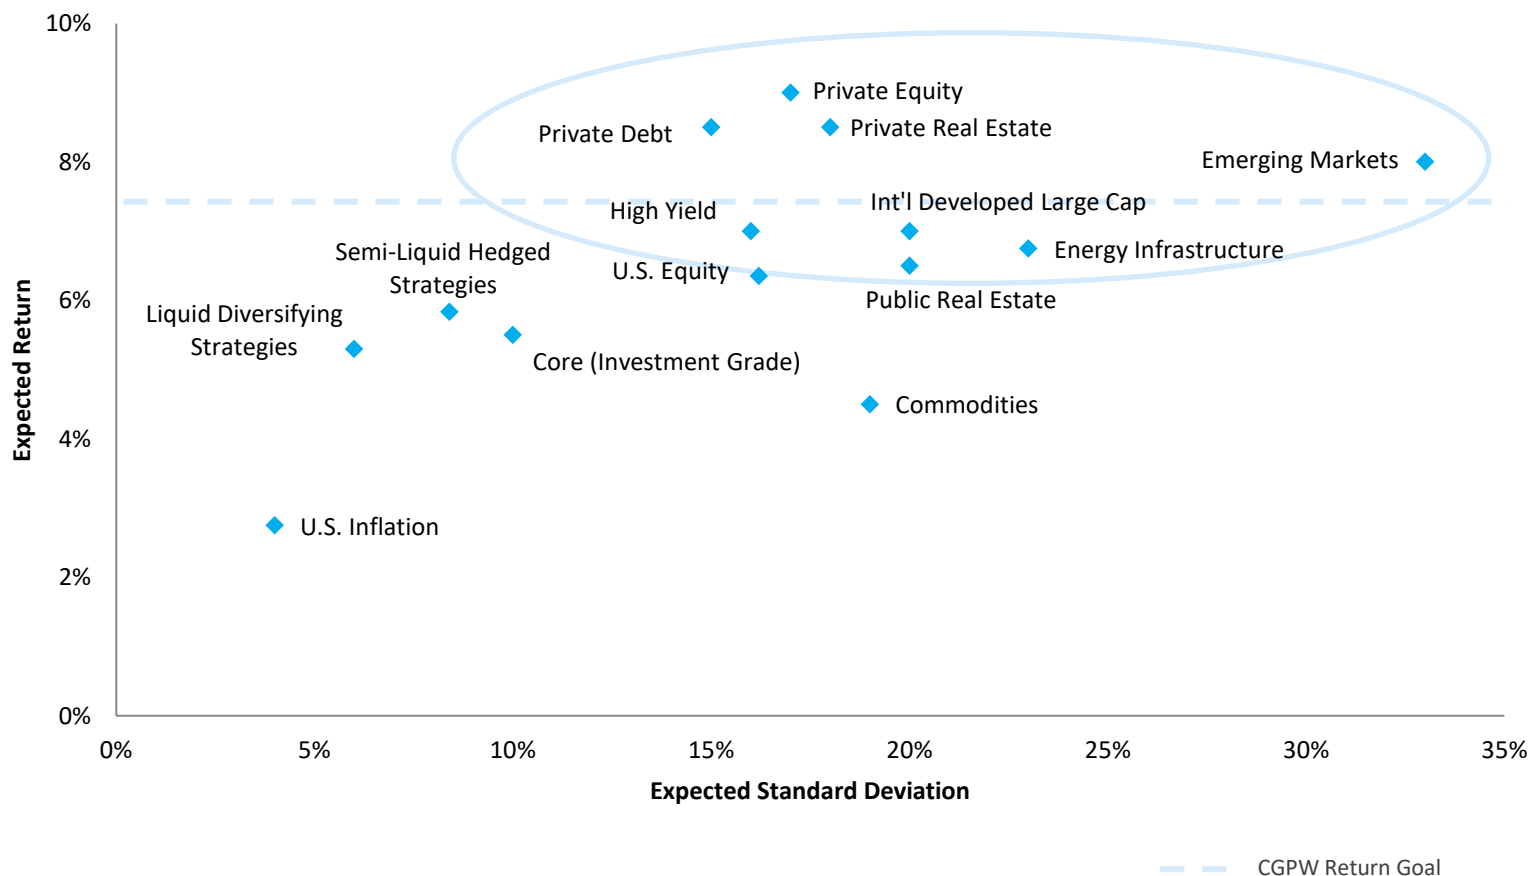 10%
Private Equity
Private Real Estate
Private Debt
8%
Emerging Markets
Int'l Developed Large Cap
High Yield
Semi-Liquid Hedged
Strategies
Energy Infrastructure
U.S. Equity
6%
Public Real Estate
Liquid Diversifying
Strategies
Core (Investment Grade)
Commodities
Expected Return
4%
U.S. Inflation
2%
0%
0%
5%
10%
15%
20%
25%
30%
35%
Expected Standard Deviation
CGPW Return Goal